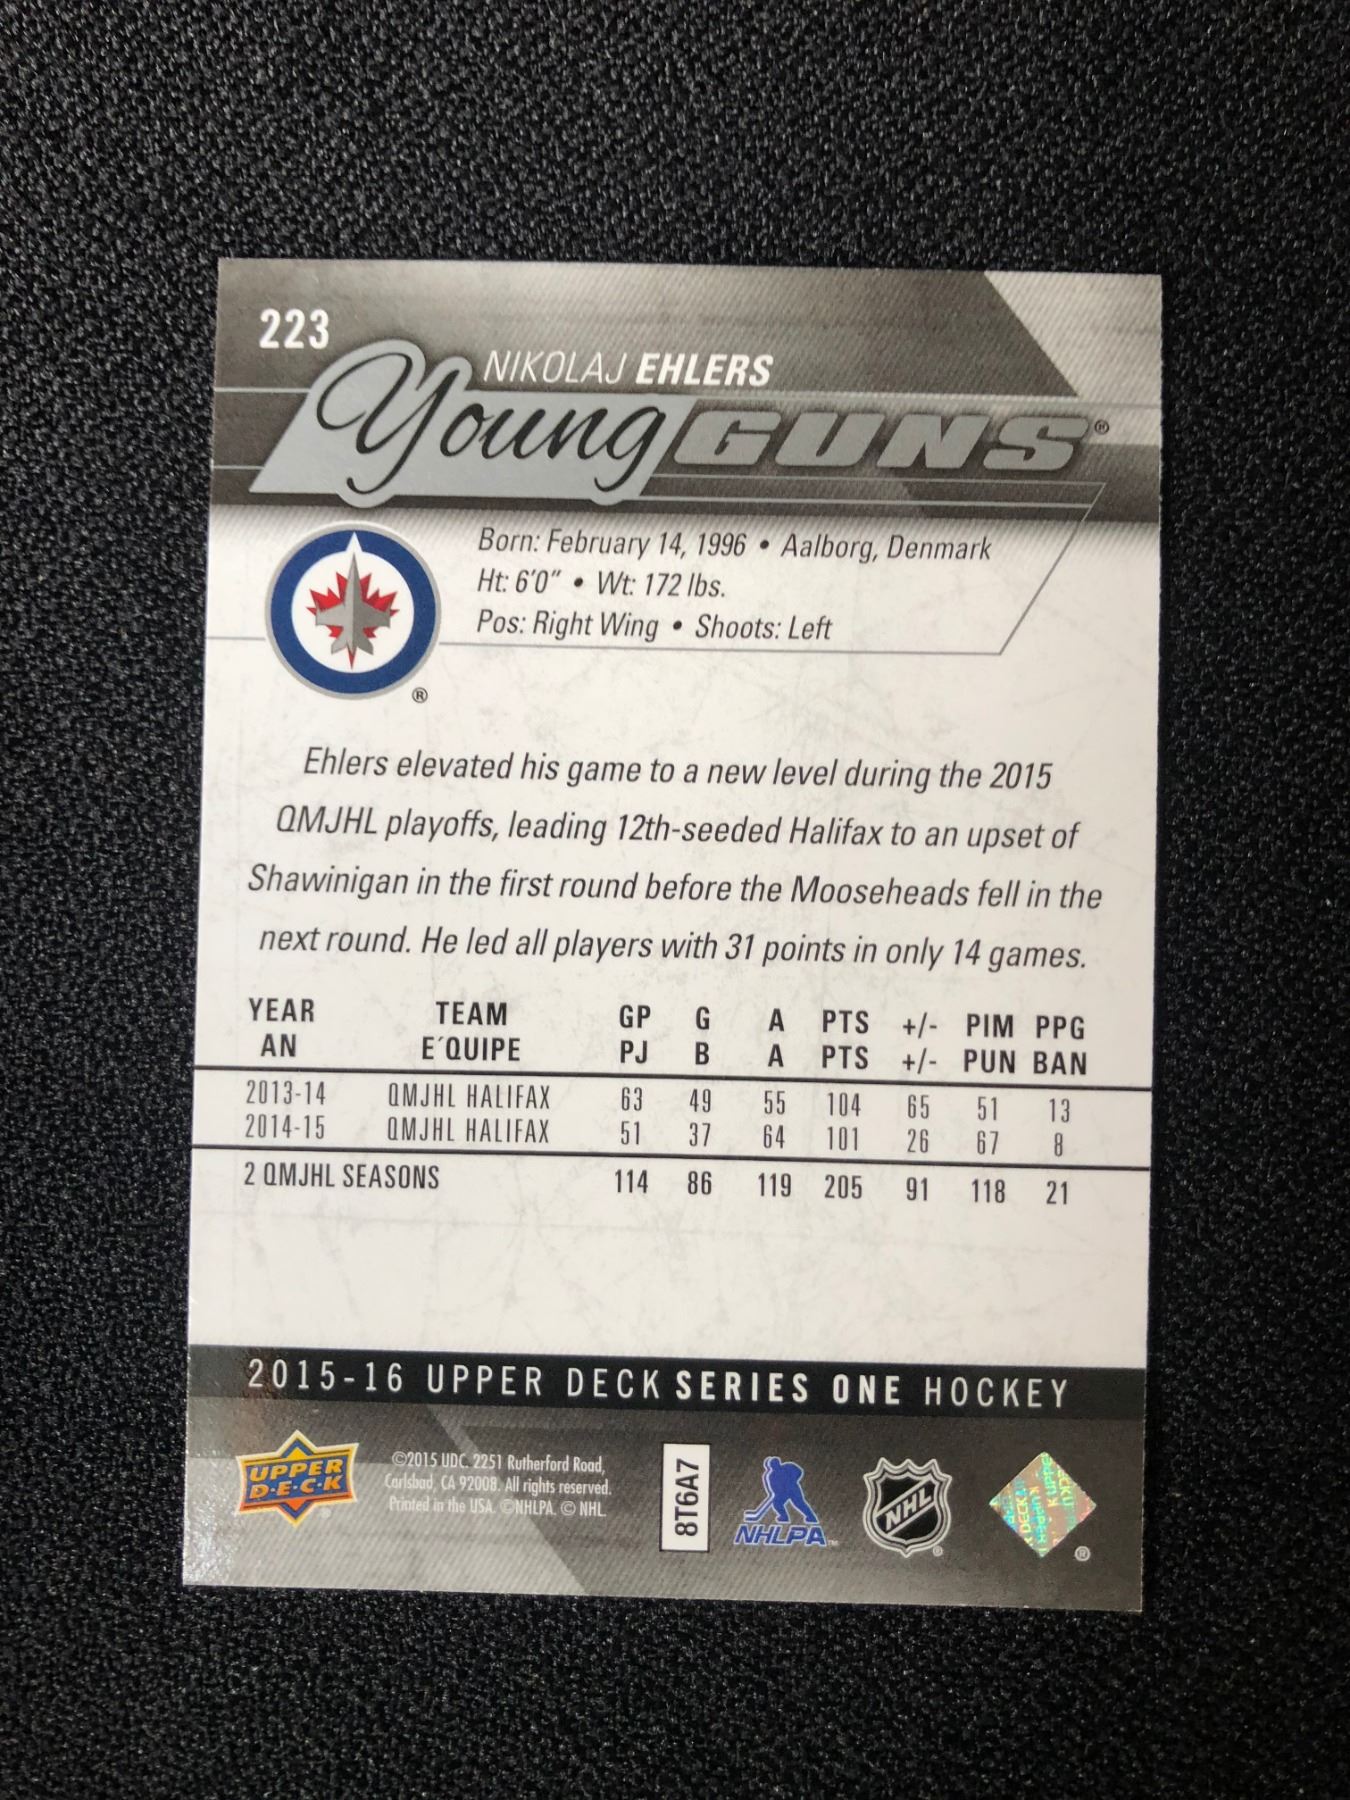 223
NIKOLAJ EHLERS
Young GUNS®
Born: February 14, 1996 • Aalborg, Denmark
Ht: 6'0" • Wt: 172 lbs.
Pos: Right Wing • Shoots: Left
®
Ehlers elevated his game to a new level during the 2015
QMJHL playoffs, leading 12th-seeded Halifax to an upset of
Shawinigan in the first round before the Mooseheads fell in the
next round. He led all players with 31 points in only 14 games.
YEAR TEAM GP G A PTS +/- PIM PPG
AN E´QUIPE PJ B A PTS +/- PUN BAN
2013-14 QMJHL HALIFAX 63 49 55 104 65 51 13
2014-15 QMJHL HALIFAX 51 37 64 101 26 67 8
2 QMJHL SEASONS 114 86 119 205 91 118 21
2015-16 UPPER DECK SERIES ONE HOCKEY
UPPER
D·E·C·K
©2015 UDC. 2251 Rutherford Road,
Carlsbad, CA 92008. All rights reserved.
Printed in the USA. ©NHLPA. © NHL.
8T6A7
NHLPA™
NHL®
®